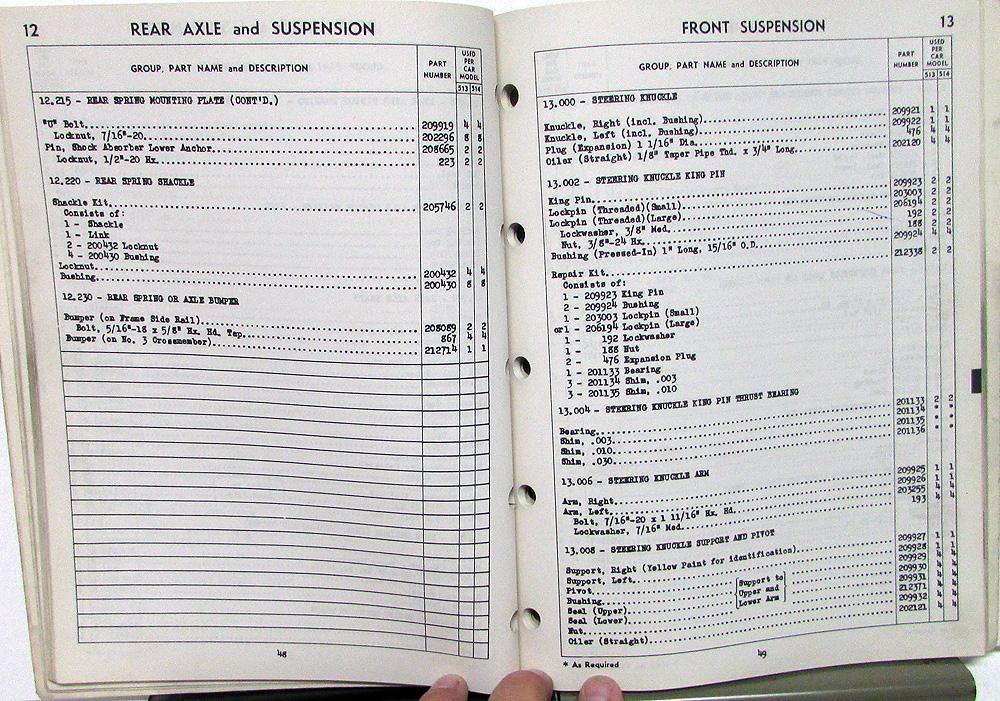 12
REAR AXLE and SUSPENSION
GROUP, PART NAME and DESCRIPTION
PART NUMBER
USED PER CAR MODEL
513 514
12.215 - REAR SPRING MOUNTING PLATE (CONT'D.)
"U" Bolt 209919 4 4
Locknut, 7/16"-20 202296 8 8
Pin, Shock Absorber Lower Anchor 208665 2 2
Locknut, 1/2"-20 Hx. 223 2 2
12.220 - REAR SPRING SHACKLE
Shackle Kit 205746 2 2
Consists of:
1 - Shackle
1 - Link
2 - 200432 Locknut
4 - 200430 Bushing
Locknut 200432 4 4
Bushing 200430 8 8
12.230 - REAR SPRING OR AXLE BUMPER
Bumper (on Frame Side Rail) 208089 2 2
Bolt, 5/16"-18 x 5/8" Hx. Hd. Tap 867 4 4
Bumper (on No. 3 Crossmember) 212714 1 1
48
FRONT SUSPENSION
13
GROUP, PART NAME and DESCRIPTION
PART NUMBER
USED PER CAR MODEL
513 514
13.000 - STEERING KNUCKLE
Knuckle, Right (incl. Bushing) 209921 1 1
Knuckle, Left (incl. Bushing) 209922 1 1
Plug (Expansion) 1 1/16" Dia. 476 4 4
Oiler (Straight) 1/8" Taper Pipe Thd. x 3/4" Long 202120 4 4
13.002 - STEERING KNUCKLE KING PIN
King Pin 209923 2 2
Lockpin (Threaded)(Small) 203003 2 2
Lockpin (Threaded)(Large) 206194 2 2
Lockwasher, 3/8" Med. 192 2 2
Nut, 3/8"-24 Hx. 188 2 2
Bushing (Pressed-In) 1" Long, 15/16" O.D. 209924 4 4
Repair Kit 212338 2 2
Consists of:
1 - 209923 King Pin
2 - 209924 Bushing
1 - 203003 Lockpin (Small)
or1 - 206194 Lockpin (Large)
1 - 192 Lockwasher
1 - 188 Nut
2 - 476 Expansion Plug
1 - 201133 Bearing
3 - 201134 Shim, .003
3 - 201135 Shim, .010
13.004 - STEERING KNUCKLE KING PIN THRUST BEARING
Bearing 201133 2 2
Shim, .003 201134 * *
Shim, .010 201135 * *
Shim, .030 201136 * *
13.006 - STEERING KNUCKLE ARM
Arm, Right 209925 1 1
Arm, Left 209926 1 1
Bolt, 7/16"-20 x 1 11/16" Hx. Hd. 203255 4 4
Lockwasher, 7/16" Med. 193 4 4
13.008 - STEERING KNUCKLE SUPPORT AND PIVOT
Support, Right (Yellow Paint for identification) 209927 1 1
Support, Left 209928 1 1
Pivot 209929 4 4
Bushing 209930 4 4
Seal (Upper) 209931 4 4
Seal (Lower) 212371 4 4
Nut 209932 4 4
Oiler (Straight) 202121 4 4
Support to
Upper and
Lower Arm
* As Required
49